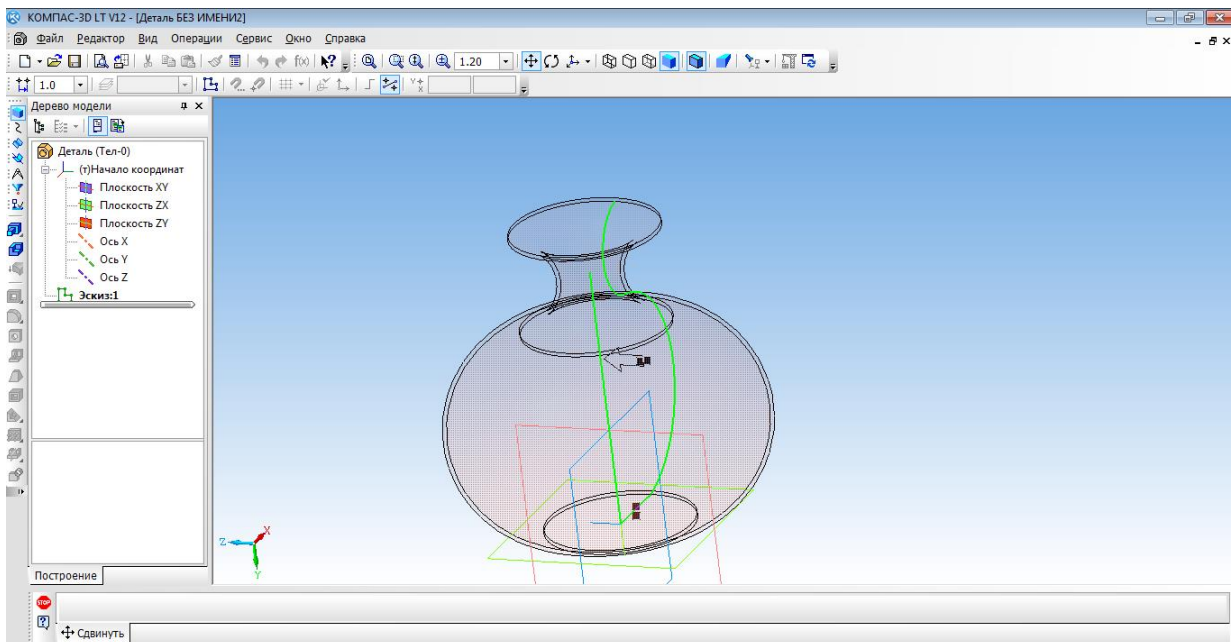 КОМПАС-3D LT V12 - [Деталь БЕЗ ИМЕНИ2]
Файл Редактор Вид Операции Сервис Окно Справка
1.20
1.0
Дерево модели
Деталь (Тел-0)
(т)Начало координат
Плоскость XY
Плоскость ZX
Плоскость ZY
Ось X
Ось Y
Ось Z
Эскиз:1
Z X
Y
Построение
STOP
Сдвинуть